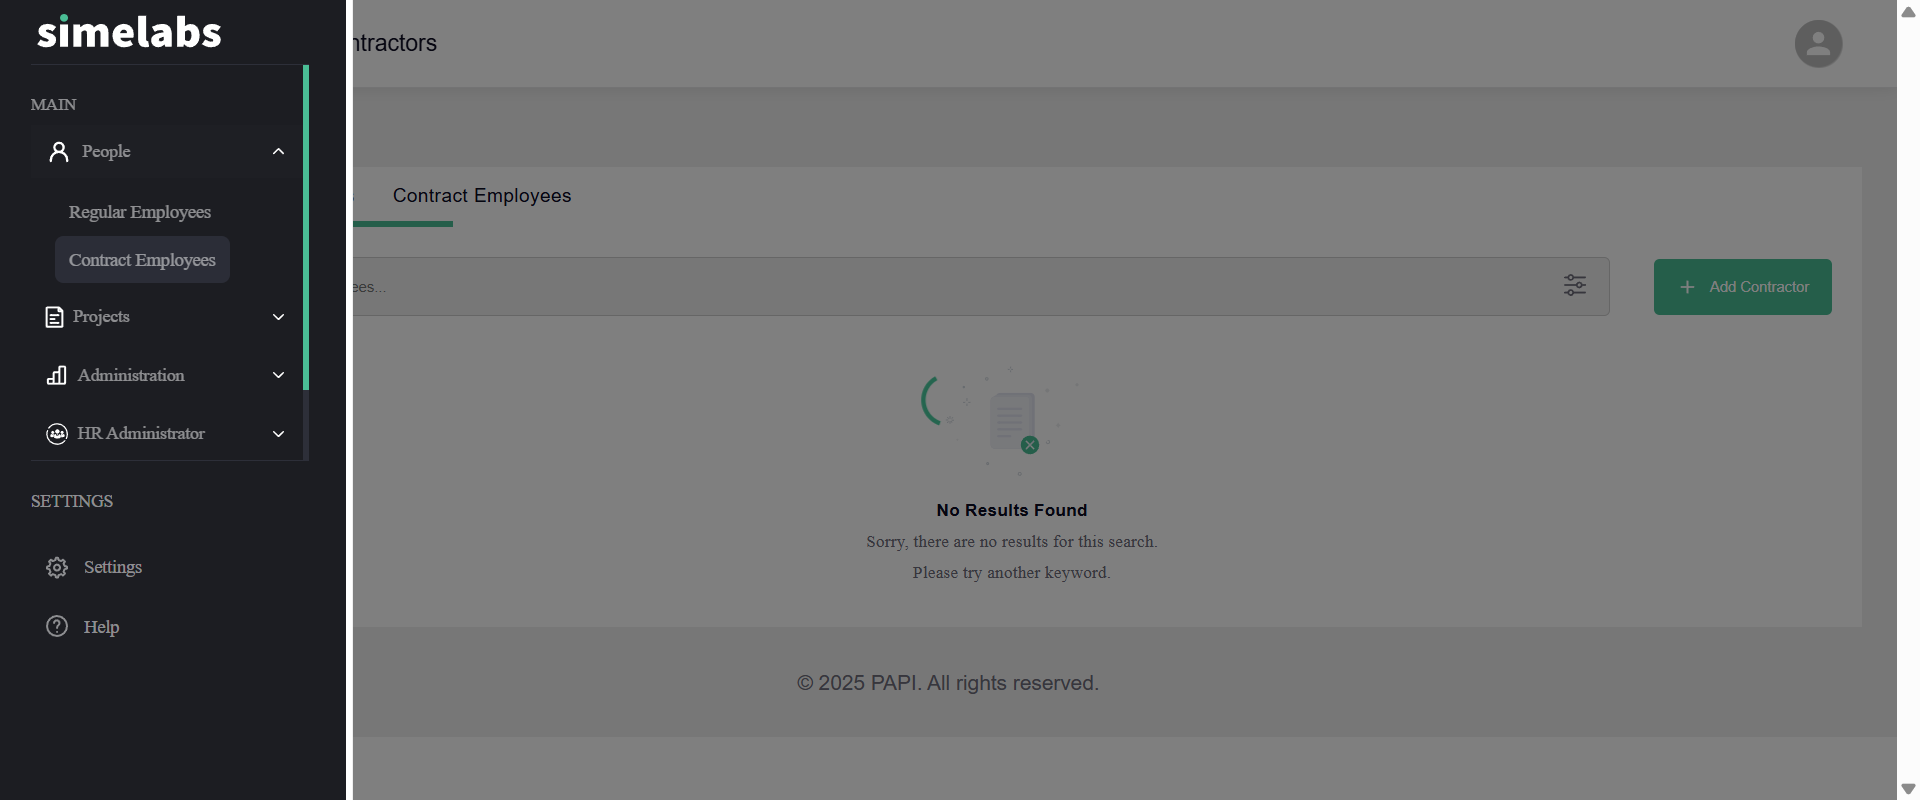 simelabs
MAIN
People
Regular Employees
Contract Employees
Projects
Administration
HR Administrator
SETTINGS
Settings
Help
ntractors
Contract Employees
ees...
Add Contractor
No Results Found
Sorry, there are no results for this search.
Please try another keyword.
© 2025 PAPI. All rights reserved.